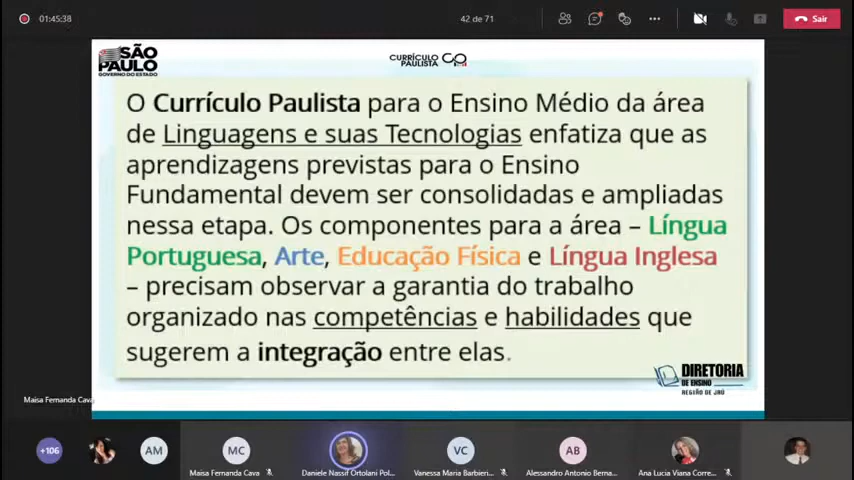 01:45:38
42 de 71
Sair
SÃO
PAULO
GOVERNO DO ESTADO
CURRÍCULO
PAULISTA
O Currículo Paulista para o Ensino Médio da área
de Linguagens e suas Tecnologias enfatiza que as
aprendizagens previstas para o Ensino
Fundamental devem ser consolidadas e ampliadas
nessa etapa. Os componentes para a área – Língua
Portuguesa, Arte, Educação Física e Língua Inglesa
– precisam observar a garantia do trabalho
organizado nas competências e habilidades que
sugerem a integração entre elas.
DIRETORIA
DE ENSINO
REGIÃO DE JAÚ
Maisa Fernanda Cava
+106
AM
MC
VC
AB
Maisa Fernanda Cava
Daniele Nassif Ortolani Pol...
Vanessa Maria Barbieri...
Alessandro Antonio Berna...
Ana Lucia Viana Corre...